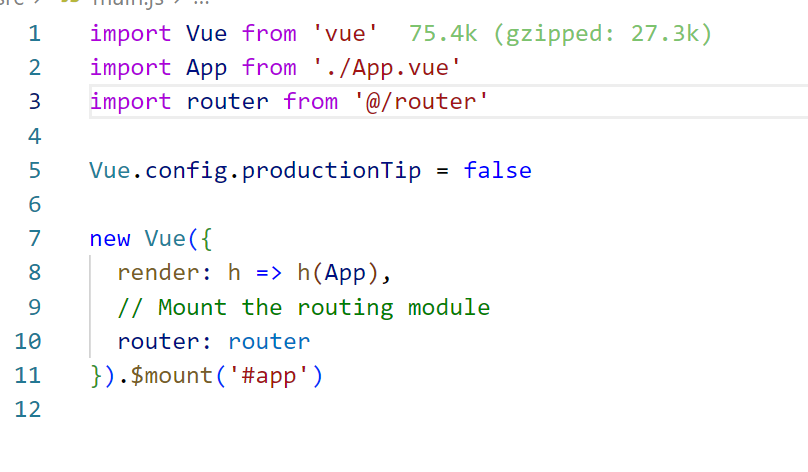 main.js > ...
1 import Vue from 'vue' 75.4k (gzipped: 27.3k)
2 import App from './App.vue'
3 import router from '@/router'
4
5 Vue.config.productionTip = false
6
7 new Vue({
8 render: h => h(App),
9 // Mount the routing module
10 router: router
11 }).$mount('#app')
12